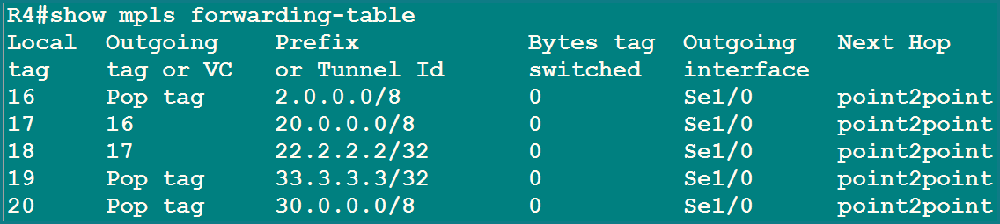 R4#show mpls forwarding-table
Local  Outgoing    Prefix            Bytes tag  Outgoing   Next Hop
tag    tag or VC   or Tunnel Id      switched   interface
16     Pop tag     2.0.0.0/8         0          Se1/0      point2point
17     16          20.0.0.0/8        0          Se1/0      point2point
18     17          22.2.2.2/32       0          Se1/0      point2point
19     Pop tag     33.3.3.3/32       0          Se1/0      point2point
20     Pop tag     30.0.0.0/8        0          Se1/0      point2point